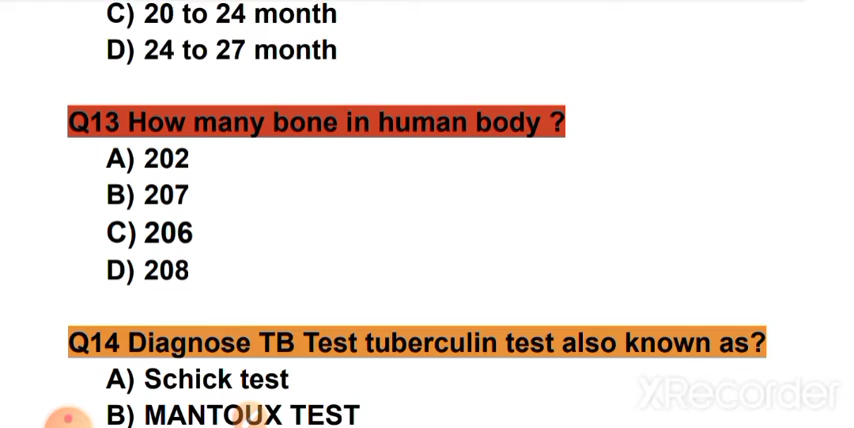 C) 20 to 24 month
D) 24 to 27 month
Q13 How many bone in human body ?
A) 202
B) 207
C) 206
D) 208
Q14 Diagnose TB Test tuberculin test also known as?
A) Schick test
B) MANTOUX TEST
XRecorder